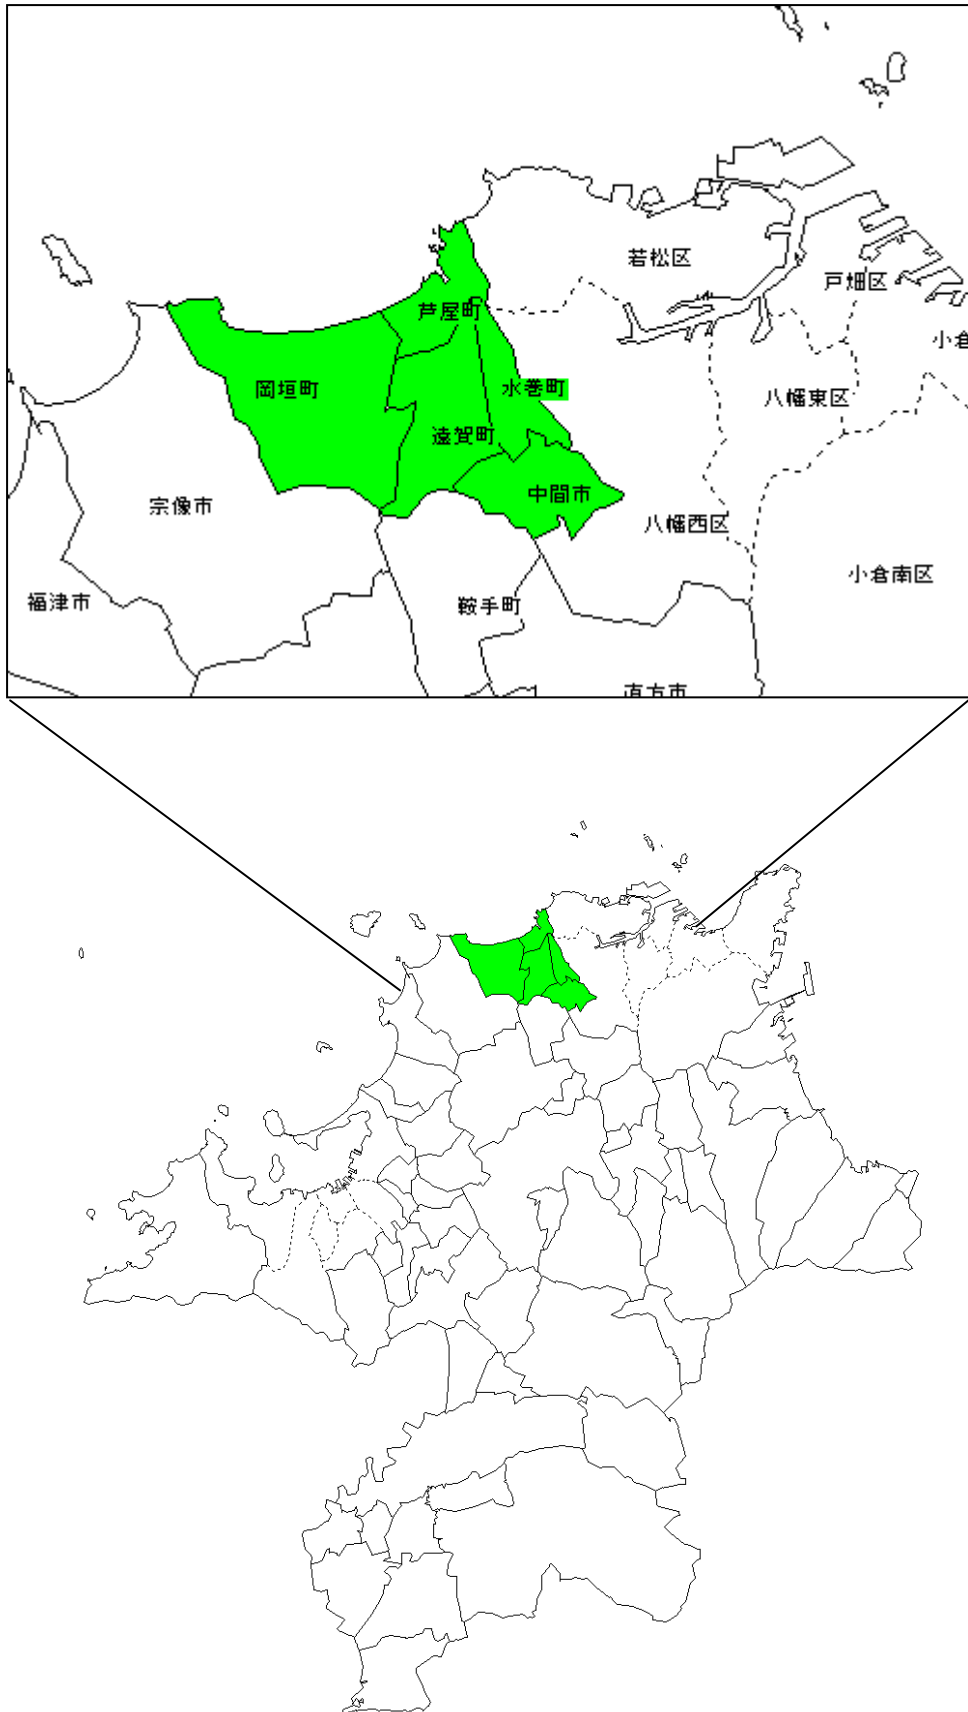 若松区
戸畑区
芦屋町
小倉
岡垣町
水巻町
八幡東区
遠賀町
中間市
宗像市
八幡西区
小倉南区
福津市
鞍手町
直方市